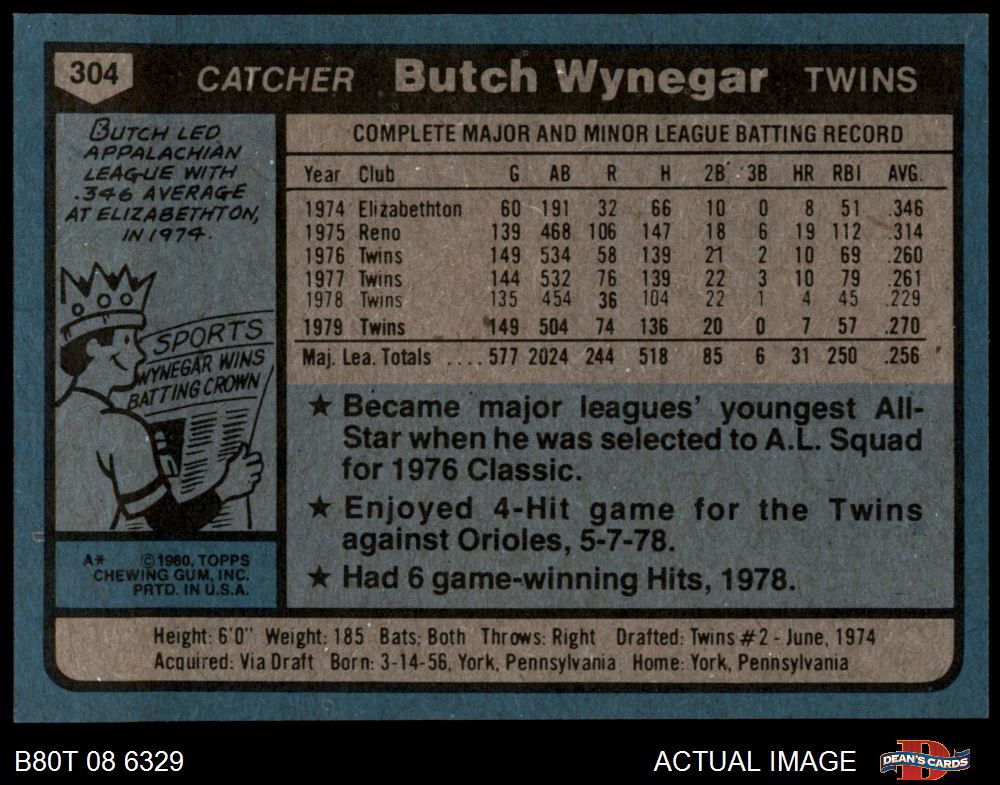 304
CATCHER Butch Wynegar TWINS
BUTCH LED
APPALACHIAN
LEAGUE WITH
.346 AVERAGE
AT ELIZABETHTON,
IN 1974.
SPORTS
WYNEGAR WINS
BATTING CROWN
A* ©1980, TOPPS
CHEWING GUM, INC.
PRTD. IN U.S.A.
COMPLETE MAJOR AND MINOR LEAGUE BATTING RECORD
Year Club G AB R H 2B 3B HR RBI AVG.
1974 Elizabethton 60 191 32 66 10 0 8 51 .346
1975 Reno 139 468 106 147 18 6 19 112 .314
1976 Twins 149 534 58 139 21 2 10 69 .260
1977 Twins 144 532 76 139 22 3 10 79 .261
1978 Twins 135 454 36 104 22 1 4 45 .229
1979 Twins 149 504 74 136 20 0 7 57 .270
Maj. Lea. Totals .... 577 2024 244 518 85 6 31 250 .256
★ Became major leagues' youngest All-
Star when he was selected to A.L. Squad
for 1976 Classic.
★ Enjoyed 4-Hit game for the Twins
against Orioles, 5-7-78.
★ Had 6 game-winning Hits, 1978.
Height: 6'0" Weight: 185 Bats: Both Throws: Right Drafted: Twins #2 - June, 1974
Acquired: Via Draft Born: 3-14-56, York, Pennsylvania Home: York, Pennsylvania
B80T 08 6329 ACTUAL IMAGE D DEAN'S CARDS